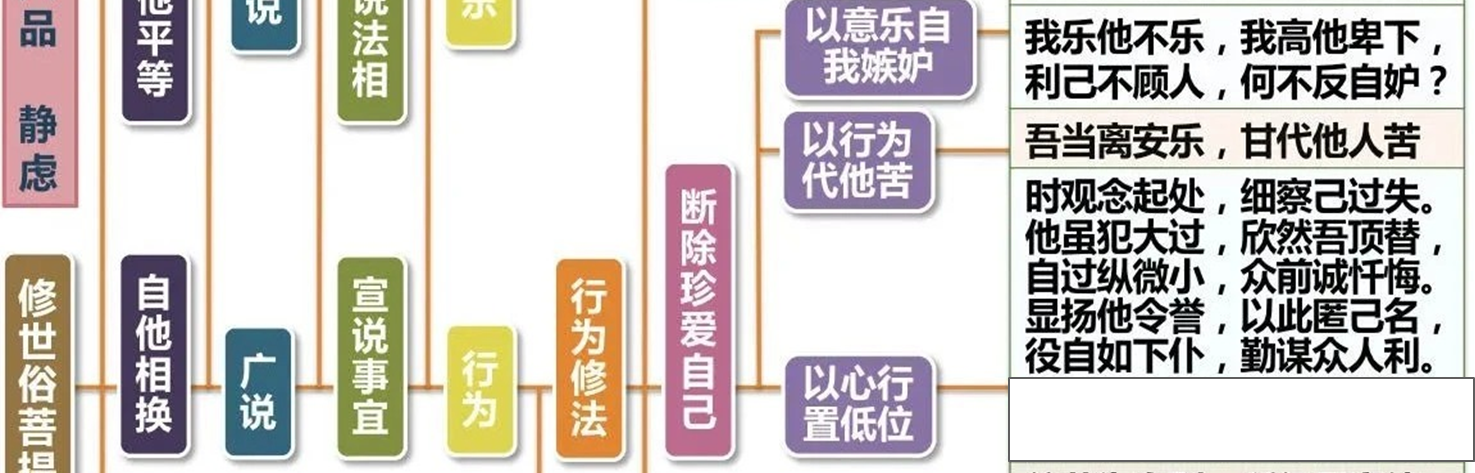 品 静虑
他平等
说
说法相
乐
以意乐自
我嫉妒
我乐他不乐，我高他卑下，
利己不顾人，何不反自妒？
以行为
代他苦
吾当离安乐，甘代他人苦
时观念起处，细察己过失。
他虽犯大过，欣然吾顶替，
自过纵微小，众前诚忏悔。
显扬他令誉，以此匿己名，
役自如下仆，勤谋众人利。
修世俗菩提
自他相换
广说
宣说事宜
行为
行为修法
断除珍爱自己
以心行
置低位